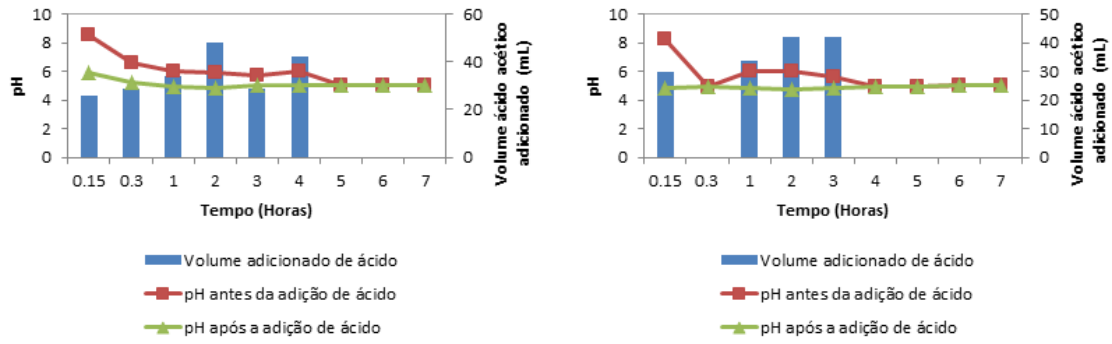 10
8
6
4
2
0
pH
60
40
20
0
Volume ácido acético
adicionado (mL)
0.15 0.3 1 2 3 4 5 6 7
Tempo (Horas)
Volume adicionado de ácido
pH antes da adição de ácido
pH após a adição de ácido
10
8
6
4
2
0
pH
50
40
30
20
10
0
Volume ácido acético
adicionado (mL)
0.15 0.3 1 2 3 4 5 6 7
Tempo (Horas)
Volume adicionado de ácido
pH antes da adição de ácido
pH após a adição de ácido